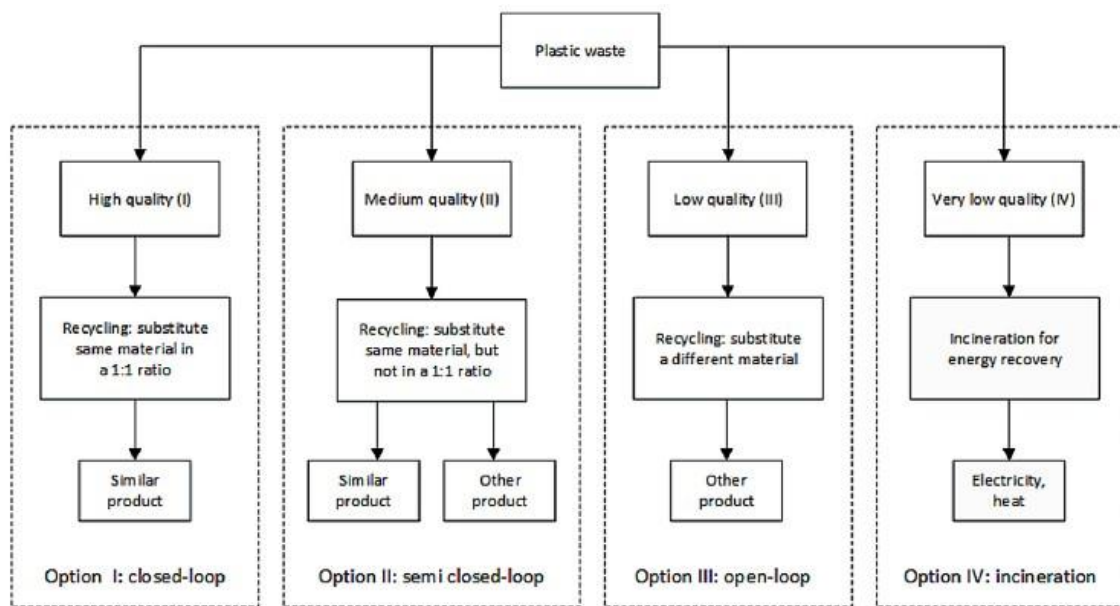 Plastic waste
High quality (I)
Recycling: substitute
same material in
a 1:1 ratio
Similar
product
Option I: closed-loop
Medium quality (II)
Recycling: substitute
same material, but
not in a 1:1 ratio
Similar
product
Other
product
Option II: semi closed-loop
Low quality (III)
Recycling: substitute
a different material
Other
product
Option III: open-loop
Very low quality (IV)
Incineration for
energy recovery
Electricity,
heat
Option IV: incineration